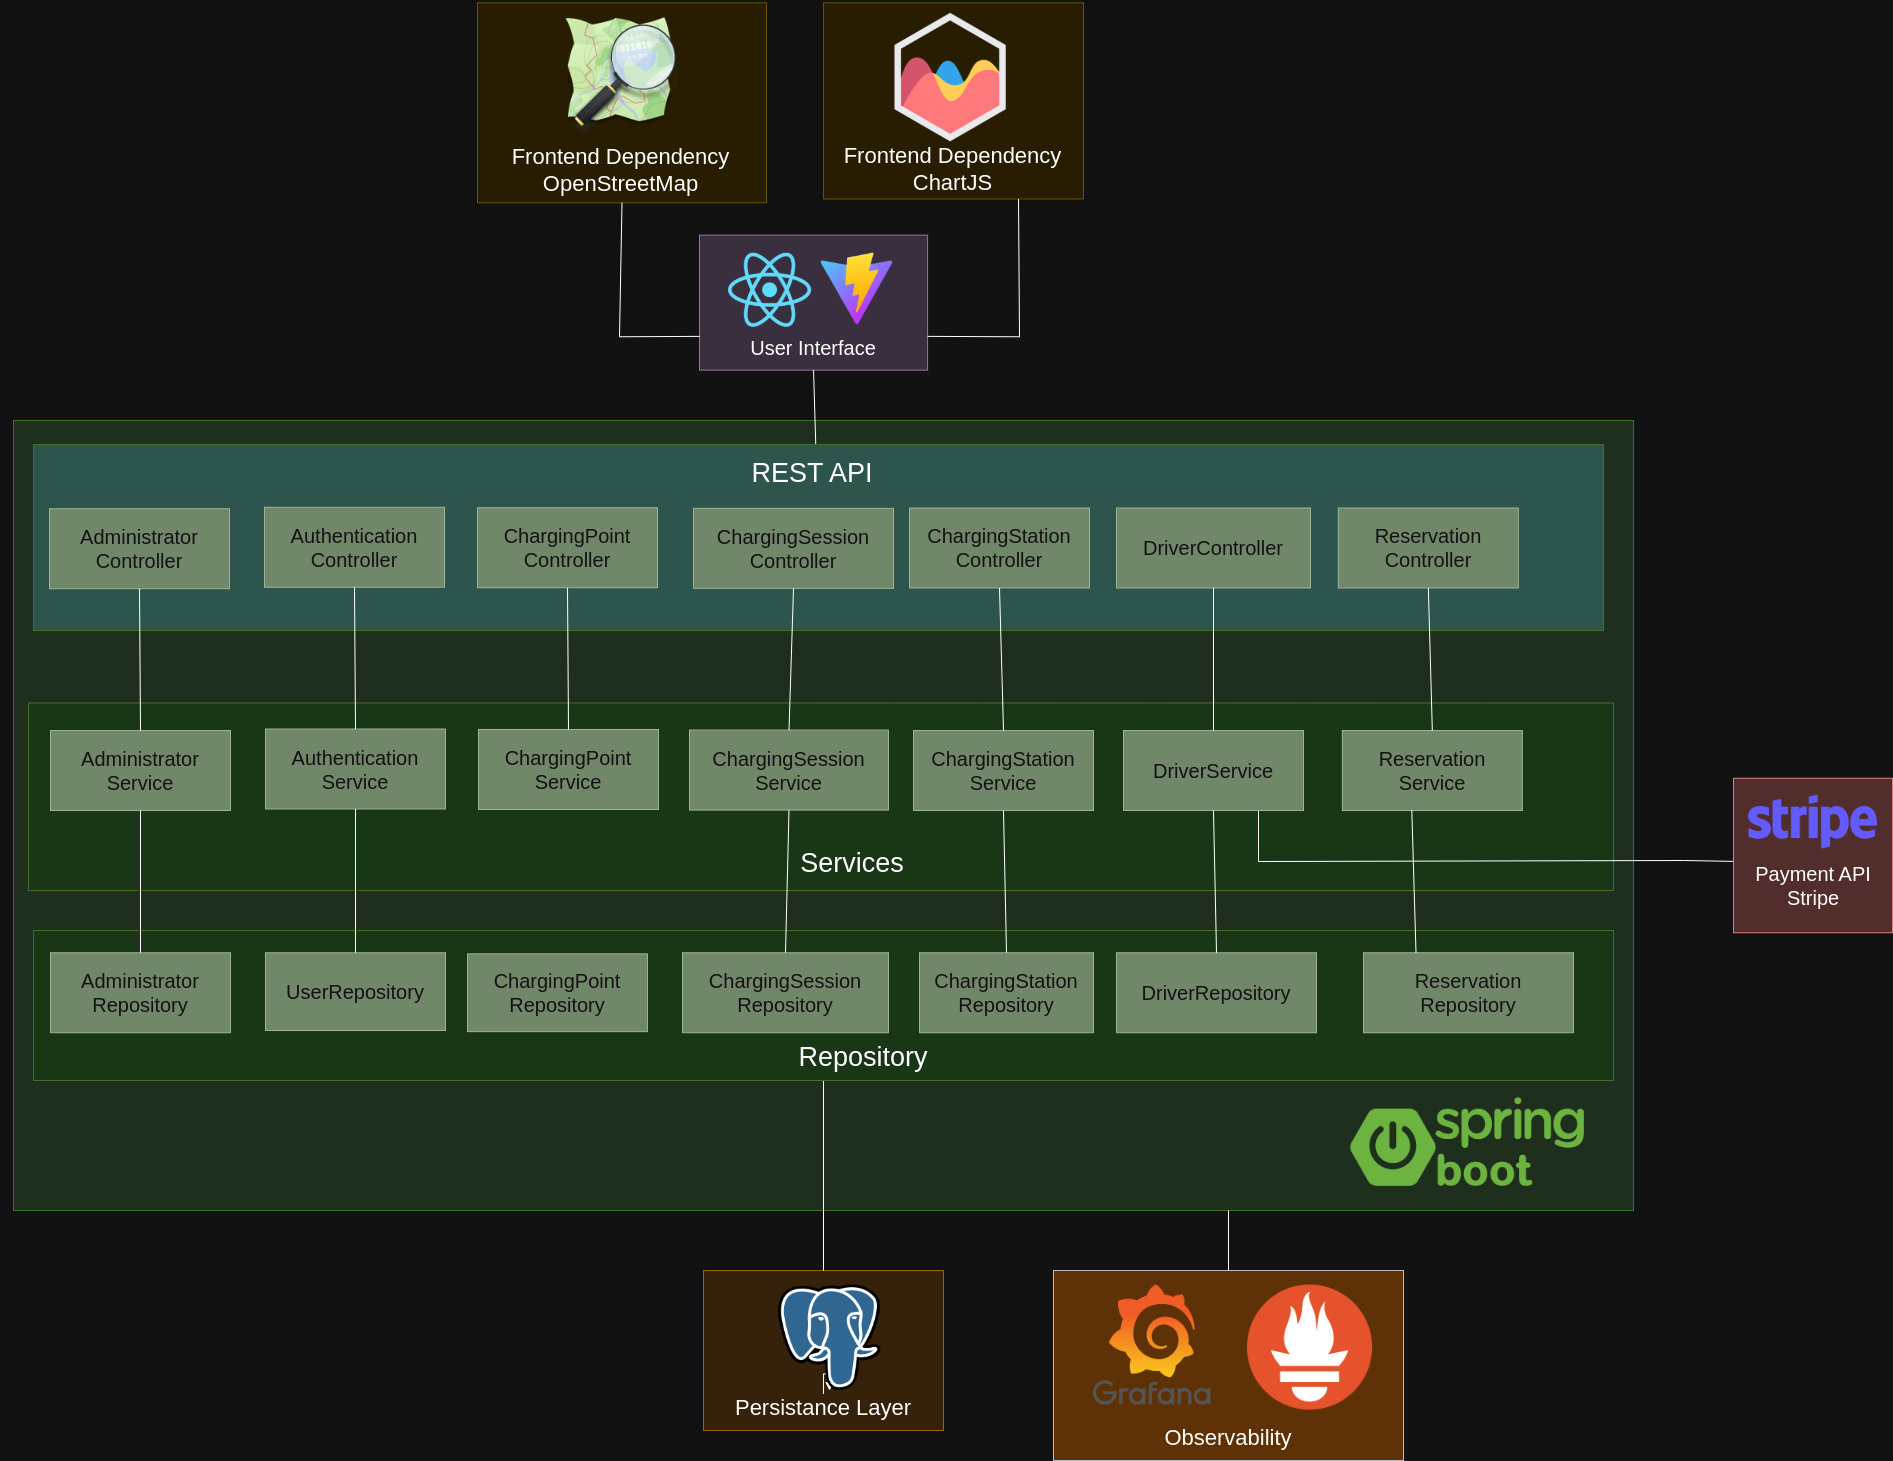 Frontend Dependency
OpenStreetMap
Frontend Dependency
ChartJS
User Interface
REST API
Administrator
Controller
Authentication
Controller
ChargingPoint
Controller
ChargingSession
Controller
ChargingStation
Controller
DriverController
Reservation
Controller
Administrator
Service
Authentication
Service
ChargingPoint
Service
ChargingSession
Service
ChargingStation
Service
DriverService
Reservation
Service
Services
stripe
Payment API
Stripe
Administrator
Repository
UserRepository
ChargingPoint
Repository
ChargingSession
Repository
ChargingStation
Repository
DriverRepository
Reservation
Repository
Repository
spring
boot
Persistance Layer
Grafana
Observability